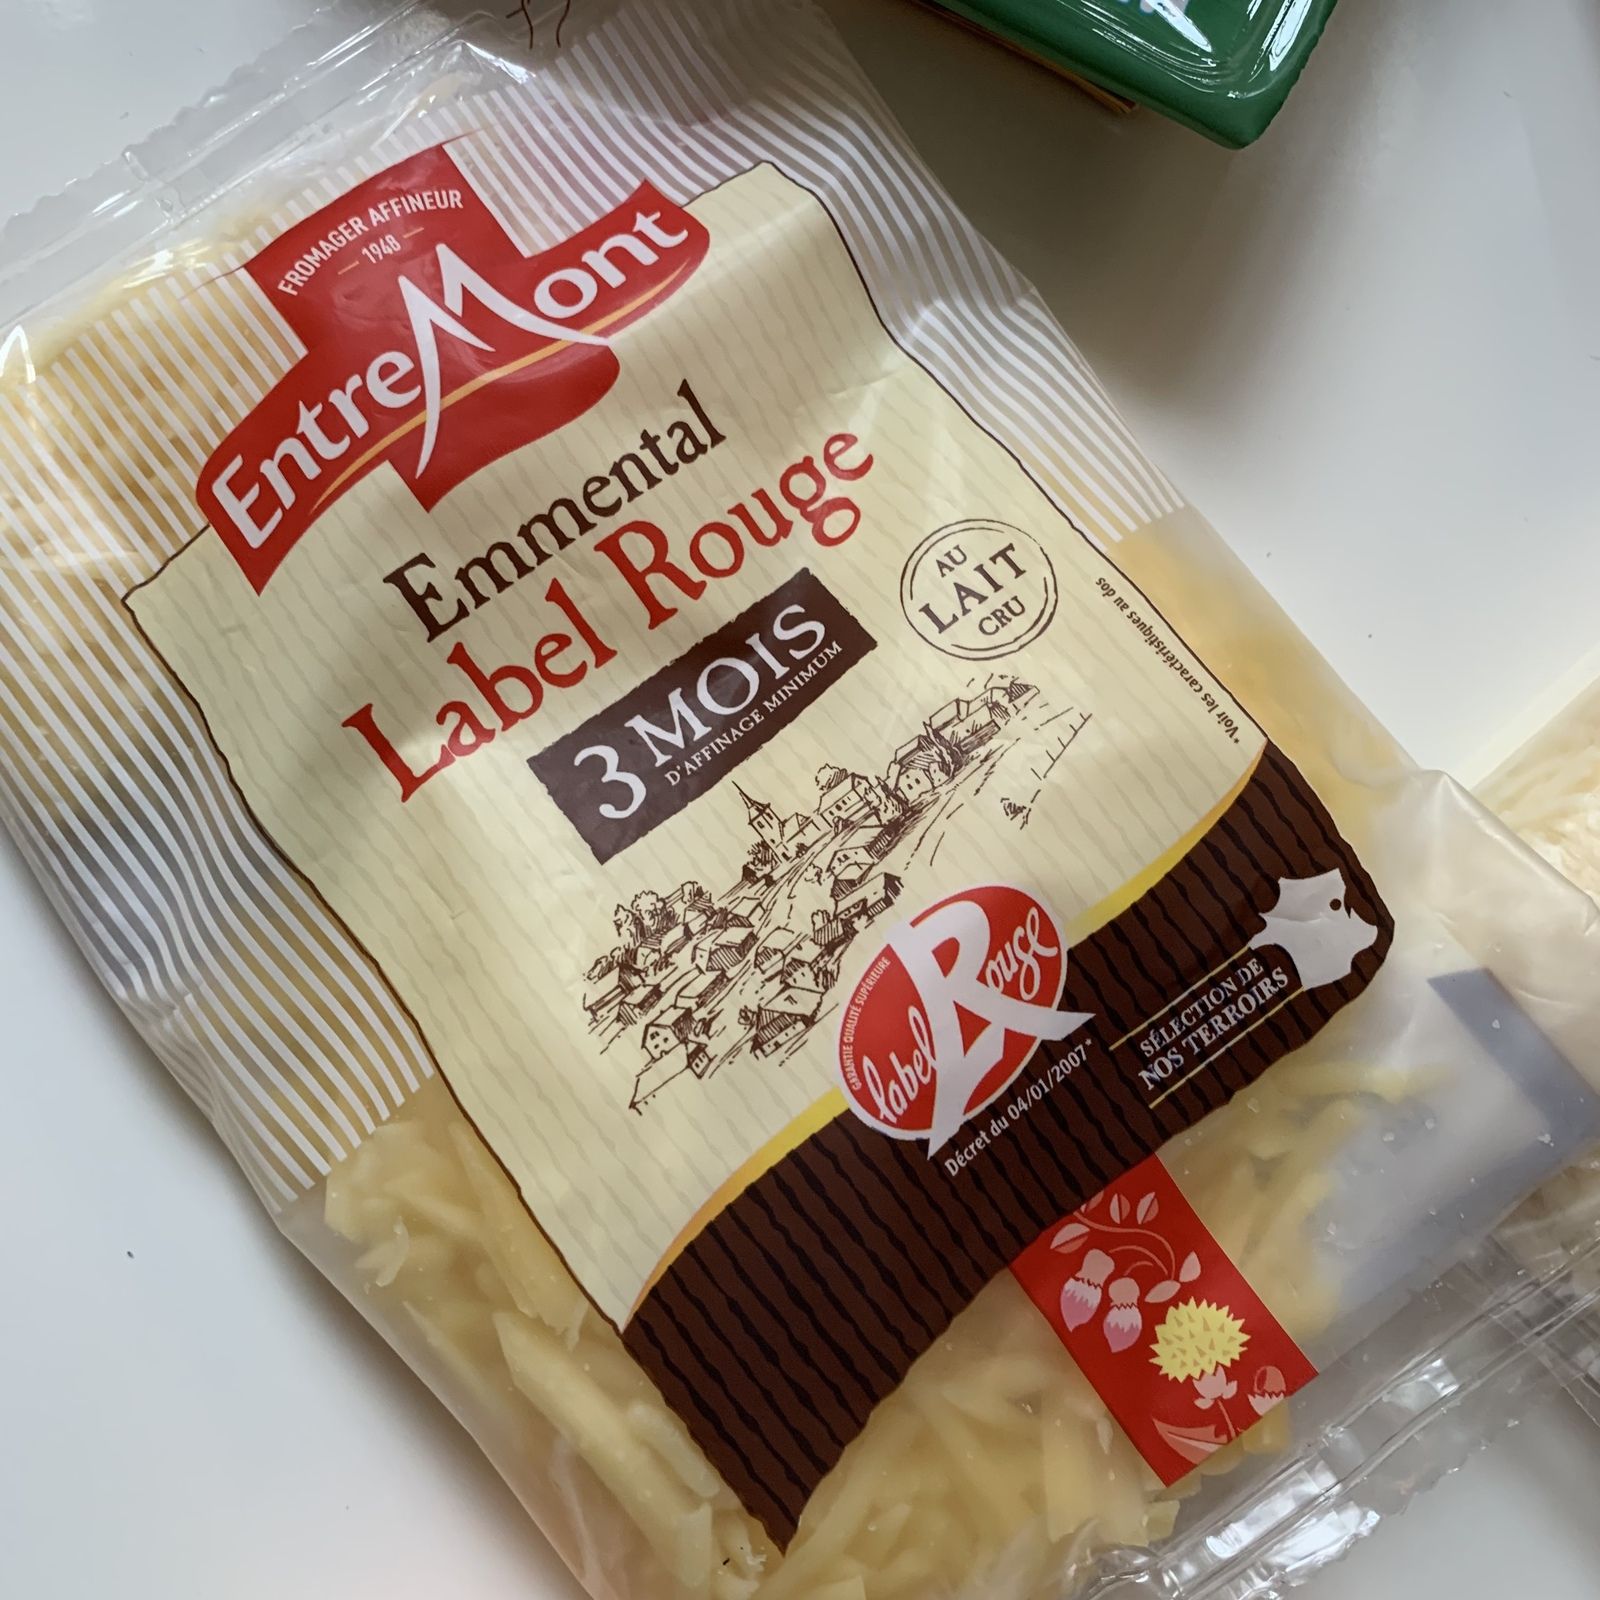 FROMAGER AFFINEUR
1948
EntreMont
Emmental
Label Rouge
3 MOIS
D'AFFINAGE MINIMUM
AU
LAIT
CRU
*Voir les caractéristiques au dos
GARANTIE QUALITÉ SUPÉRIEURE
label Rouge
Décret du 04/01/2007*
SÉLECTION DE
NOS TERROIRS